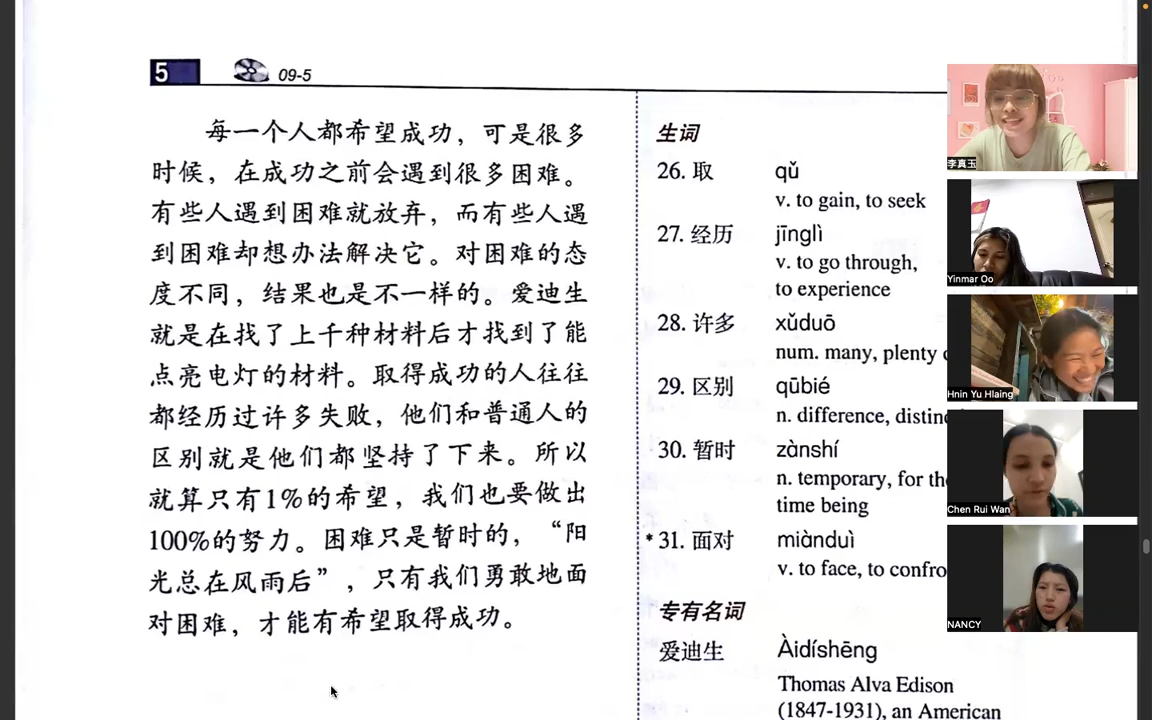 5
09-5
每一个人都希望成功，可是很多
时候，在成功之前会遇到很多困难。
有些人遇到困难就放弃，而有些人遇
到困难却想办法解决它。对困难的态
度不同，结果也是不一样的。爱迪生
就是在找了上千种材料后才找到了能
点亮电灯的材料。取得成功的人往往
都经历过许多失败，他们和普通人的
区别就是他们都坚持了下来。所以
就算只有1%的希望，我们也要做出
100%的努力。困难只是暂时的，“阳
光总在风雨后”，只有我们勇敢地面
对困难，才能有希望取得成功。
生词
26. 取 qǔ
v. to gain, to seek
27. 经历 jīnglì
v. to go through,
to experience
28. 许多 xǔduō
num. many, plenty
29. 区别 qūbié
n. difference,
30. 暂时 zànshí
n. temporary, for
time being
*31. 面对 miànduì
v. to face, to
专有名词
爱迪生 Àidíshēng
Thomas Alva Edison
(1847-1931), an American
李真玉
Yinmar Oo
Hnin Yu Hlaing
Chen Rui Wan
NANCY